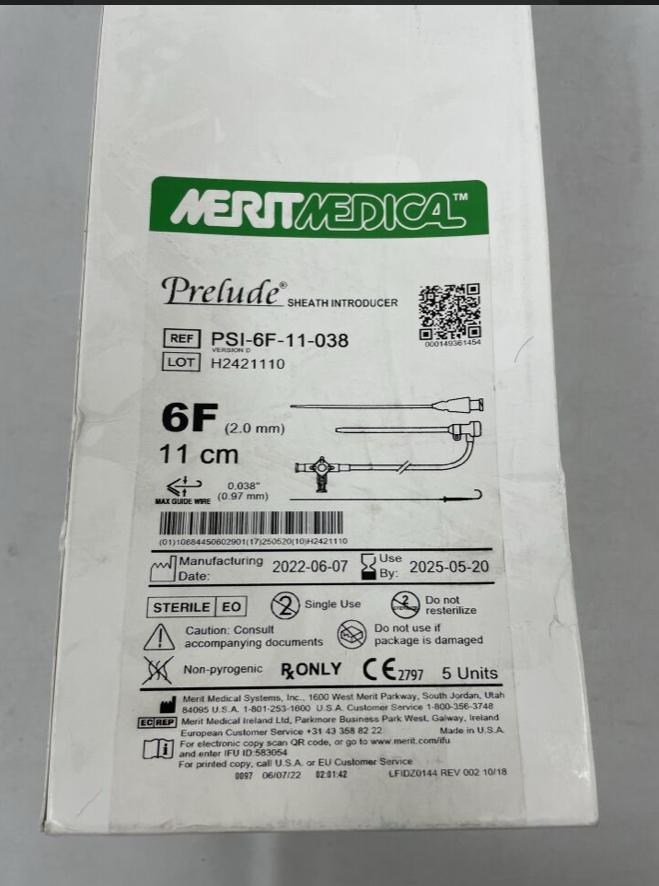 MERITMEDICAL™
Prelude® SHEATH INTRODUCER
000149361454
REF PSI-6F-11-038
VERSION D
LOT H2421110
6F (2.0 mm)
11 cm
0.038"
MAX GUIDE WIRE (0.97 mm)
(01)10684450602901(17)250520(10)H2421110
Manufacturing Date: 2022-06-07 Use By: 2025-05-20
STERILE EO 2 Single Use 2 Do not resterilize
Caution: Consult accompanying documents Do not use if package is damaged
Non-pyrogenic RxONLY CE 2797 5 Units
Merit Medical Systems, Inc., 1600 West Merit Parkway, South Jordan, Utah
84095 U.S.A. 1-801-253-1600 U.S.A. Customer Service 1-800-356-3748
EC REP Merit Medical Ireland Ltd, Parkmore Business Park West, Galway, Ireland
European Customer Service +31 43 358 82 22 Made in U.S.A.
For electronic copy scan QR code, or go to www.merit.com/ifu
and enter IFU ID:583054
For printed copy, call U.S.A. or EU Customer Service
0097 06/07/22 02:01:42 LFIDZ0144 REV 002 10/18